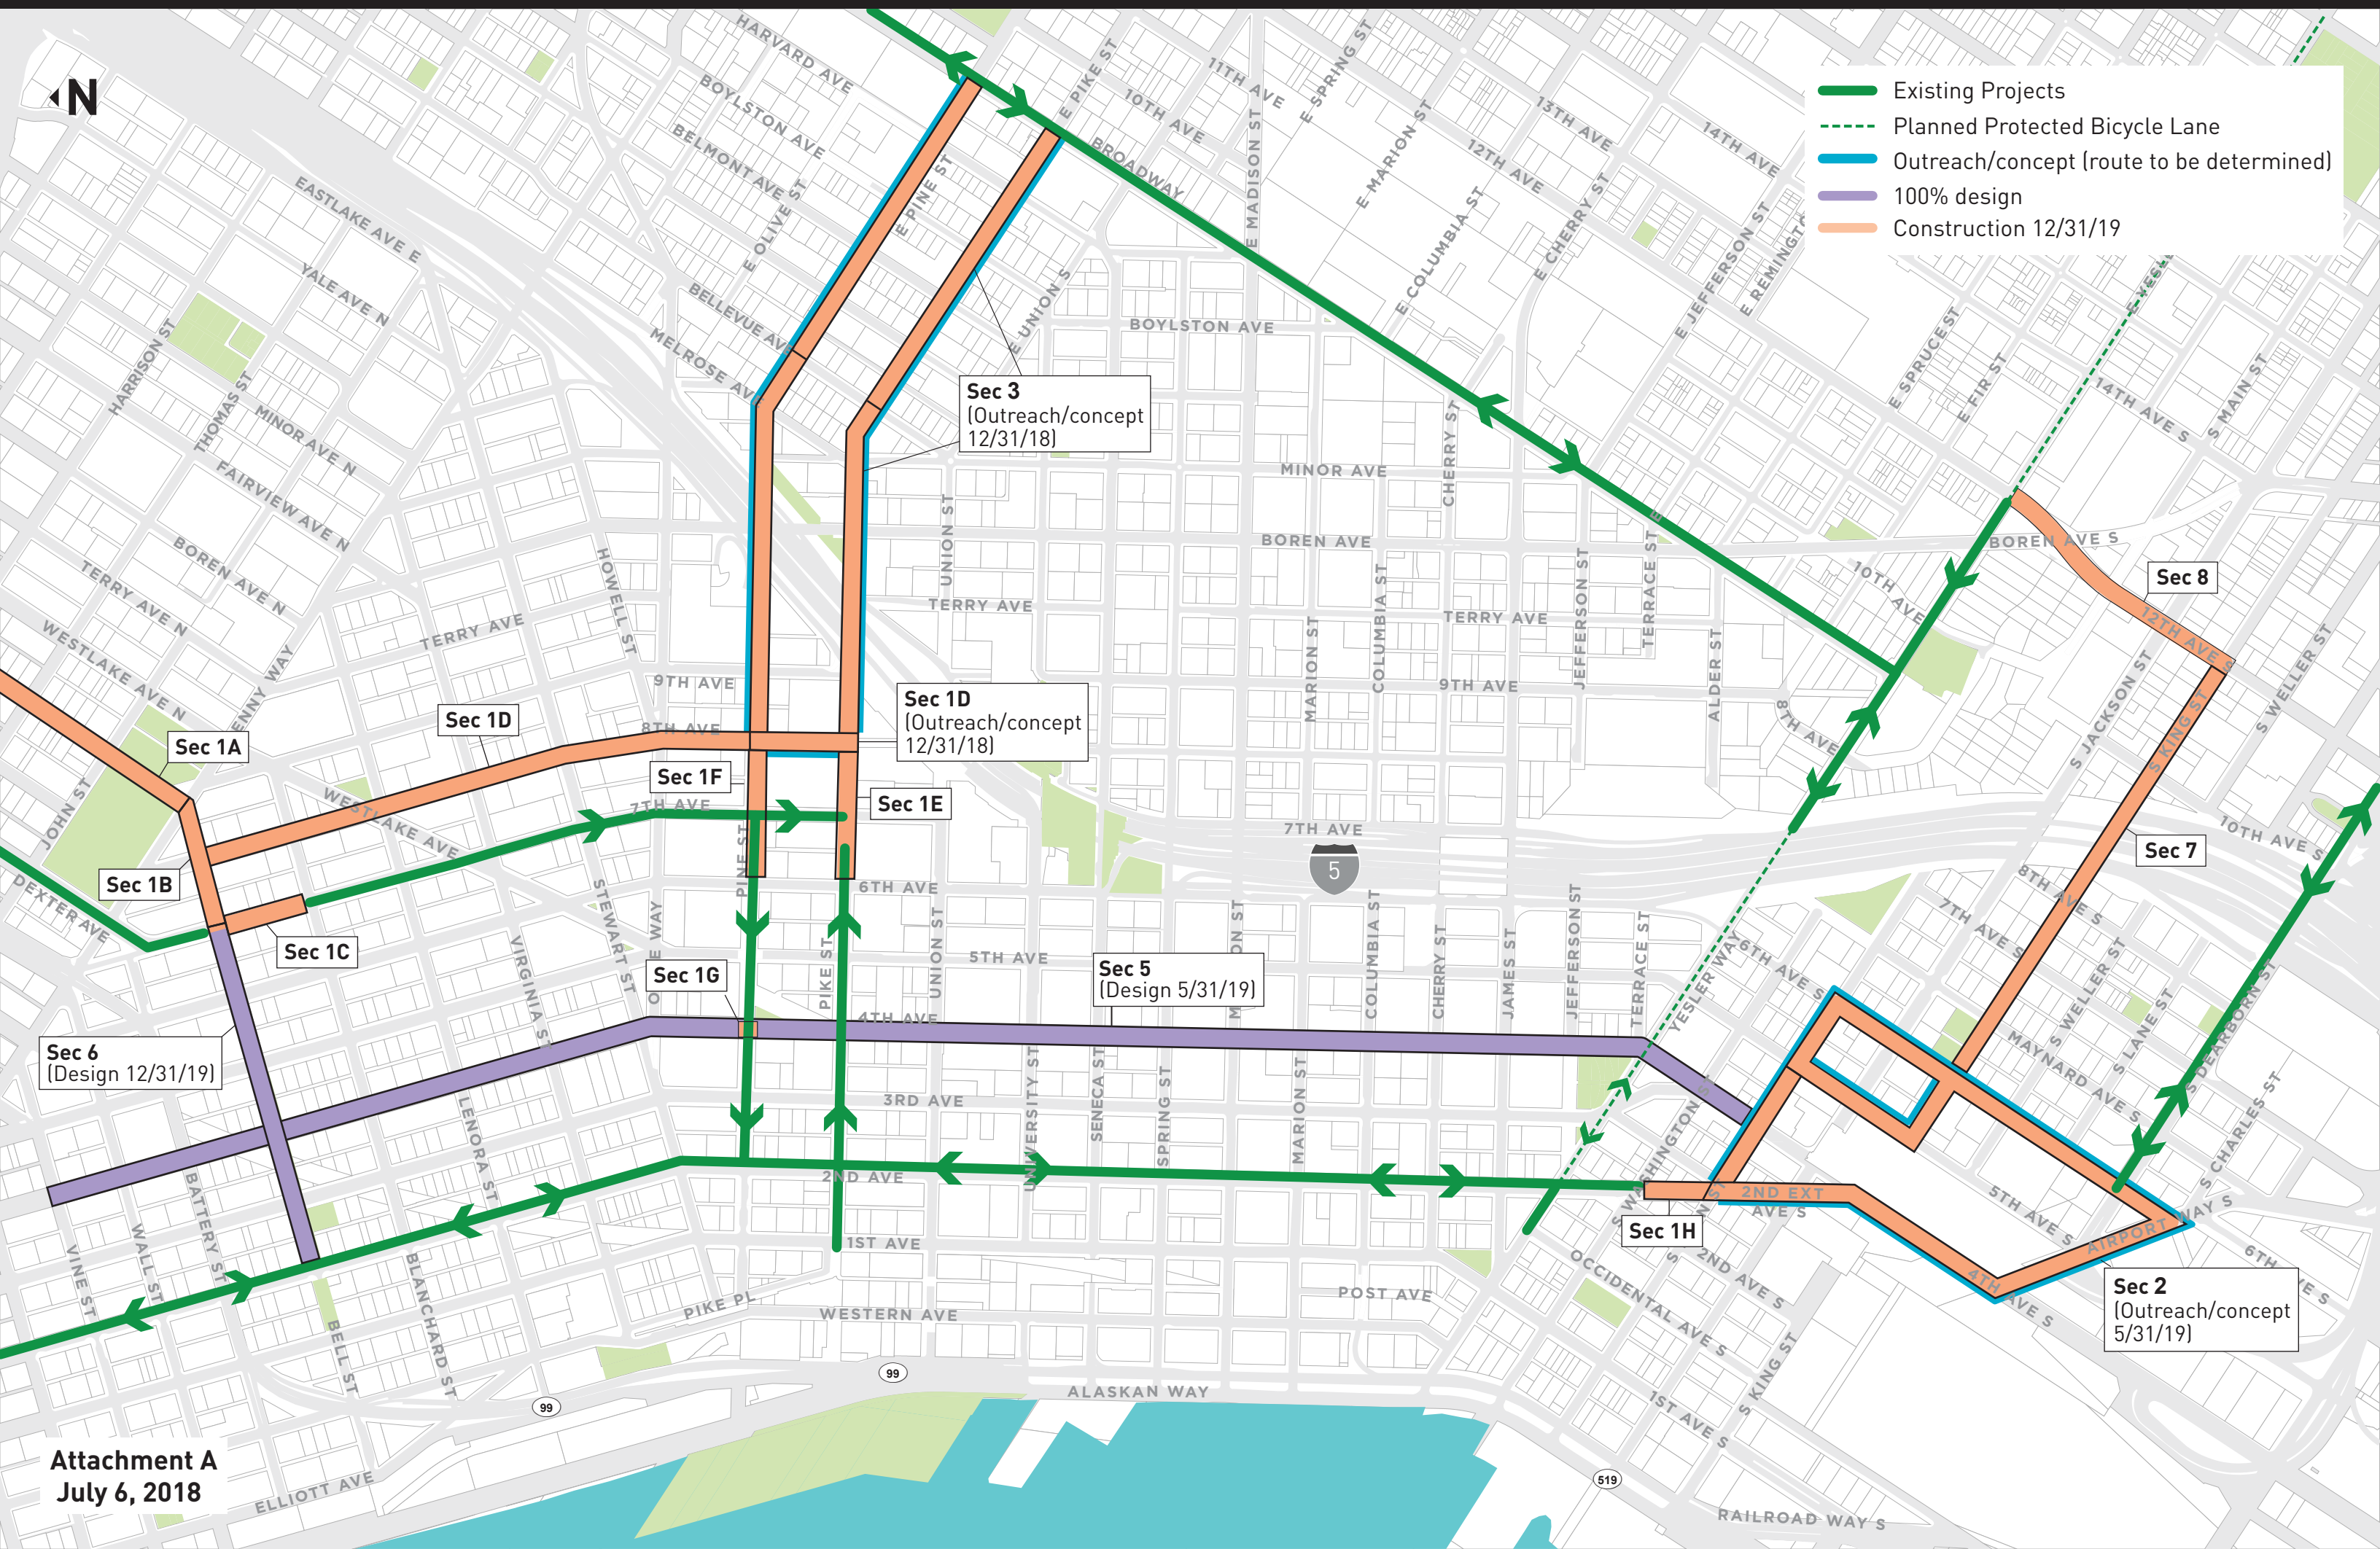 N
Existing Projects
Planned Protected Bicycle Lane
Outreach/concept (route to be determined)
100% design
Construction 12/31/19
HARVARD AVE
BOYLSTON AVE
BELMONT AVE
E OLIVE ST
E PINE ST
E PIKE ST
BROADWAY
10TH AVE
11TH AVE
E MADISON ST
E SPRING ST
E MARION ST
12TH AVE
13TH AVE
14TH AVE
E COLUMBIA ST
E CHERRY ST
E JEFFERSON ST
E REMINGT
E YESL
E SPRUCE ST
E FIR ST
14TH AVE S
S MAIN ST
EASTLAKE AVE E
YALE AVE N
HARRISON ST
THOMAS ST
MINOR AVE N
FAIRVIEW AVE N
BOREN AVE N
TERRY AVE N
WESTLAKE AVE N
BELLEVUE AVE
MELROSE AVE
E UNION S
BOYLSTON AVE
Sec 3
(Outreach/concept
12/31/18)
MINOR AVE
CHERRY ST
BOREN AVE
BOREN AVE S
HOWELL ST
UNION ST
TERRY AVE
TERRY AVE
TERRY AVE
COLUMBIA ST
MARION ST
JEFFERSON ST
TERRACE ST
E
ALDER ST
10TH AVE
Sec 8
12TH AVE S
S KING ST
S JACKSON ST
S WELLER ST
9TH AVE
9TH AVE
8TH AVE
8TH AVE
ENNY WAY
Sec 1A
Sec 1D
Sec 1D
(Outreach/concept
12/31/18)
Sec 1F
Sec 1E
7TH AVE
7TH AVE
5
WESTLAKE AVE
JOHN ST
DEXTER AVE
Sec 1B
Sec 1C
Sec 7
10TH AVE S
8TH AVE S
7TH AVE S
6TH AVE S
PINE ST
6TH AVE
PIKE ST
UNION ST
5TH AVE
STEWART ST
VIRGINIA ST
O E WAY
Sec 1G
4TH AVE
Sec 5
(Design 5/31/19)
M ON ST
COLUMBIA ST
CHERRY ST
JAMES ST
JEFFERSON ST
TERRACE ST
YESLER WAY
S WELLER ST
S LANE ST
S DEARBORN ST
MAYNARD AVE S
S CHARLES ST
Sec 6
(Design 12/31/19)
LENORA ST
3RD AVE
UNIVERSITY ST
SENECA ST
SPRING ST
MARION ST
2ND AVE
S WASHINGTON S
2ND EXT
AVE S
N ST
S
Sec 1H
5TH AVE S
AIRPORT WAY S
6TH AVE S
4TH AVE S
Sec 2
(Outreach/concept
5/31/19)
BATTERY ST
WALL ST
VINE ST
BLANCHARD ST
BELL ST
1ST AVE
PIKE PL
WESTERN AVE
POST AVE
OCCIDENTAL AVE S
2ND AVE S
S KING ST
1ST AVE S
99
99
ALASKAN WAY
519
RAILROAD WAY S
ELLIOTT AVE
Attachment A
July 6, 2018